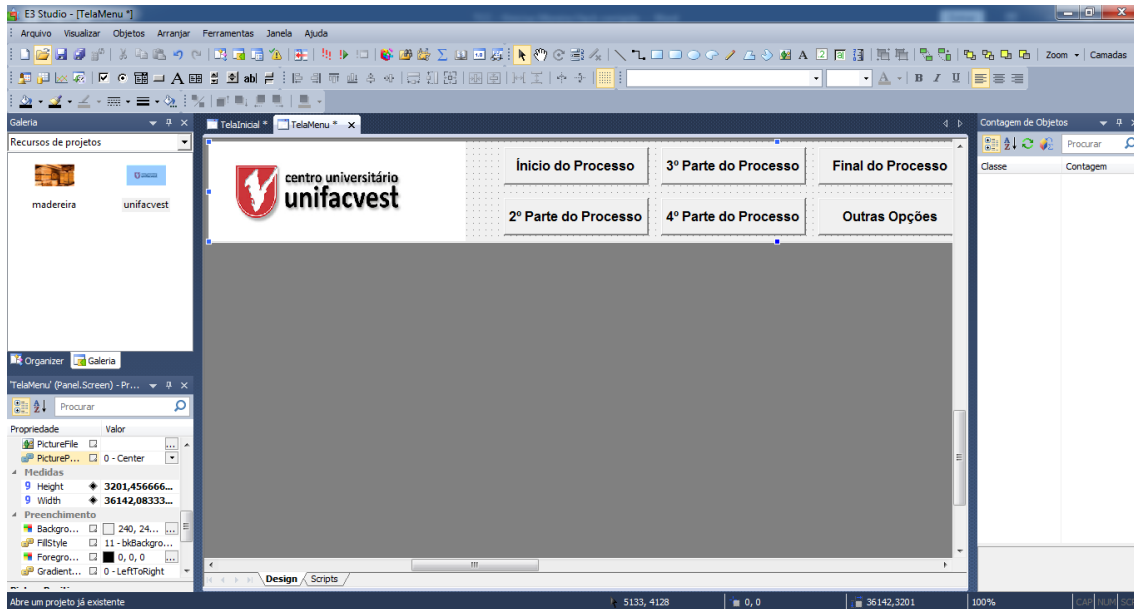 E3 Studio - [TelaMenu *]
Arquivo Visualizar Objetos Arranjar Ferramentas Janela Ajuda
Zoom Camadas
Galeria
TelaInicial * TelaMenu * x
Contagem de Objetos
Recursos de projetos
Procurar
Classe Contagem
madereira
unifacvest
centro universitário
unifacvest
Ínicio do Processo
3º Parte do Processo
Final do Processo
2º Parte do Processo
4º Parte do Processo
Outras Opções
Organizer Galeria
'TelaMenu' (Panel.Screen) - Pr...
Procurar
Propriedade Valor
PictureFile
PictureP... 0 - Center
Medidas
Height 3201,456666...
Width 36142,08333...
Preenchimento
Backgro... 240, 24...
FillStyle 11 - bkBackgro...
Foregro... 0, 0, 0
Gradient... 0 - LeftToRight
Design Scripts
Abre um projeto já existente
5133, 4128
0, 0
36142,3201
100%
CAP NUM SCR